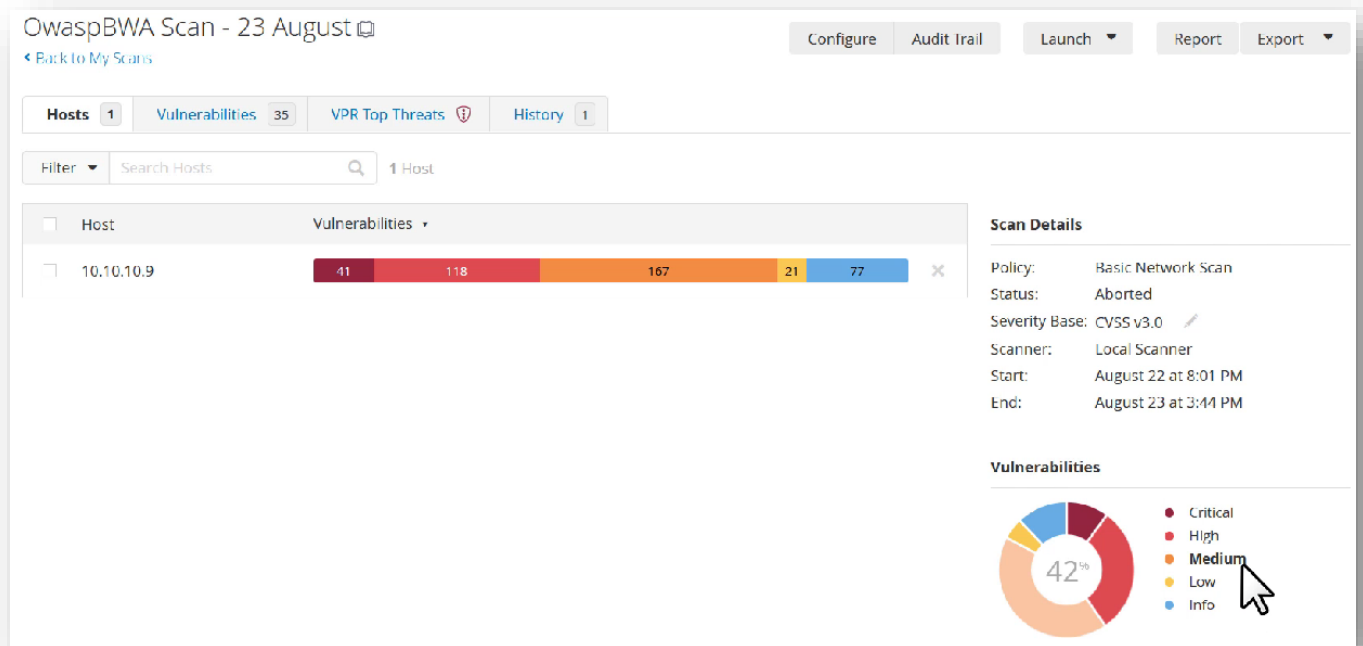 OwaspBWA Scan - 23 August
Configure Audit Trail Launch Report Export
Back to My Scans
Hosts 1 Vulnerabilities 35 VPR Top Threats History 1
Filter Search Hosts 1 Host
Host Vulnerabilities
10.10.10.9 41 118 167 21 77
Scan Details
Policy: Basic Network Scan
Status: Aborted
Severity Base: CVSS v3.0
Scanner: Local Scanner
Start: August 22 at 8:01 PM
End: August 23 at 3:44 PM
Vulnerabilities
42%
Critical
High
Medium
Low
Info